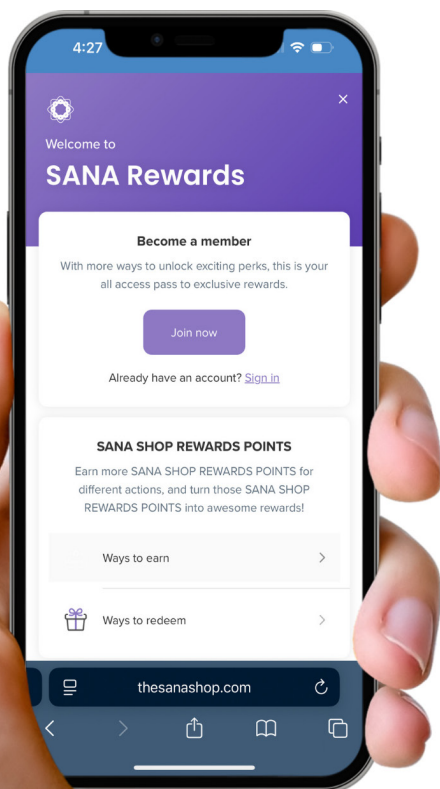 4:27
Welcome to
SANA Rewards
Become a member
With more ways to unlock exciting perks, this is your
all access pass to exclusive rewards.
Join now
Already have an account? Sign in
SANA SHOP REWARDS POINTS
Earn more SANA SHOP REWARDS POINTS for
different actions, and turn those SANA SHOP
REWARDS POINTS into awesome rewards!
Ways to earn
Ways to redeem
thesanashop.com